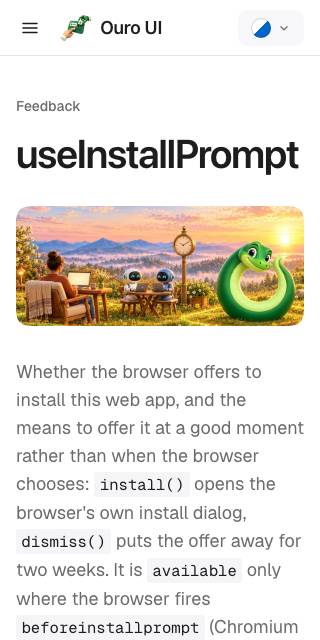 Ouro UI
Feedback
useInstallPrompt
Whether the browser offers to
install this web app, and the
means to offer it at a good moment
rather than when the browser
chooses: install() opens the
browser's own install dialog,
dismiss() puts the offer away for
two weeks. It is available only
where the browser fires
beforeinstallprompt (Chromium